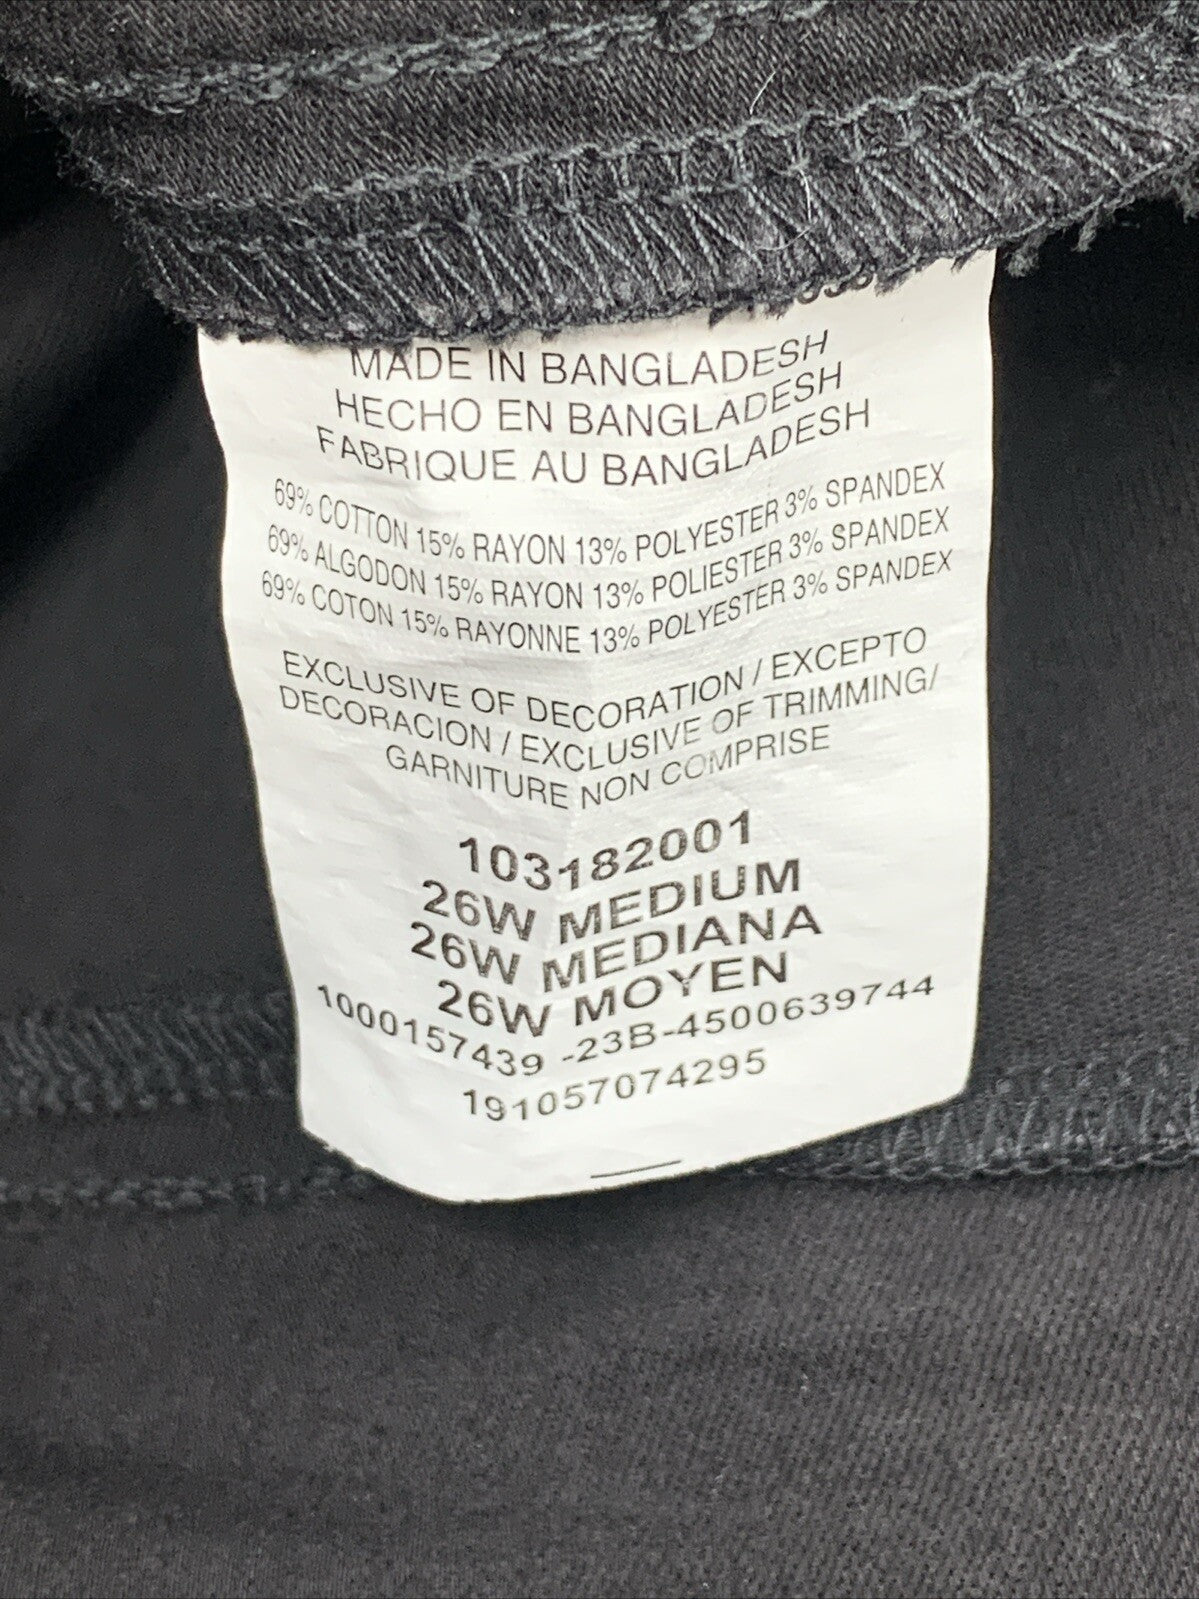 MADE IN BANGLADESH
HECHO EN BANGLADESH
FABRIQUE AU BANGLADESH
69% COTTON 15% RAYON 13% POLYESTER 3% SPANDEX
69% ALGODON 15% RAYON 13% POLIESTER 3% SPANDEX
69% COTON 15% RAYONNE 13% POLYESTER 3% SPANDEX
EXCLUSIVE OF DECORATION / EXCEPTO
DECORACION / EXCLUSIVE OF TRIMMING/
GARNITURE NON COMPRISE
103182001
26W MEDIUM
26W MEDIANA
26W MOYEN
1000157439 -23B-4500639744
191057074295